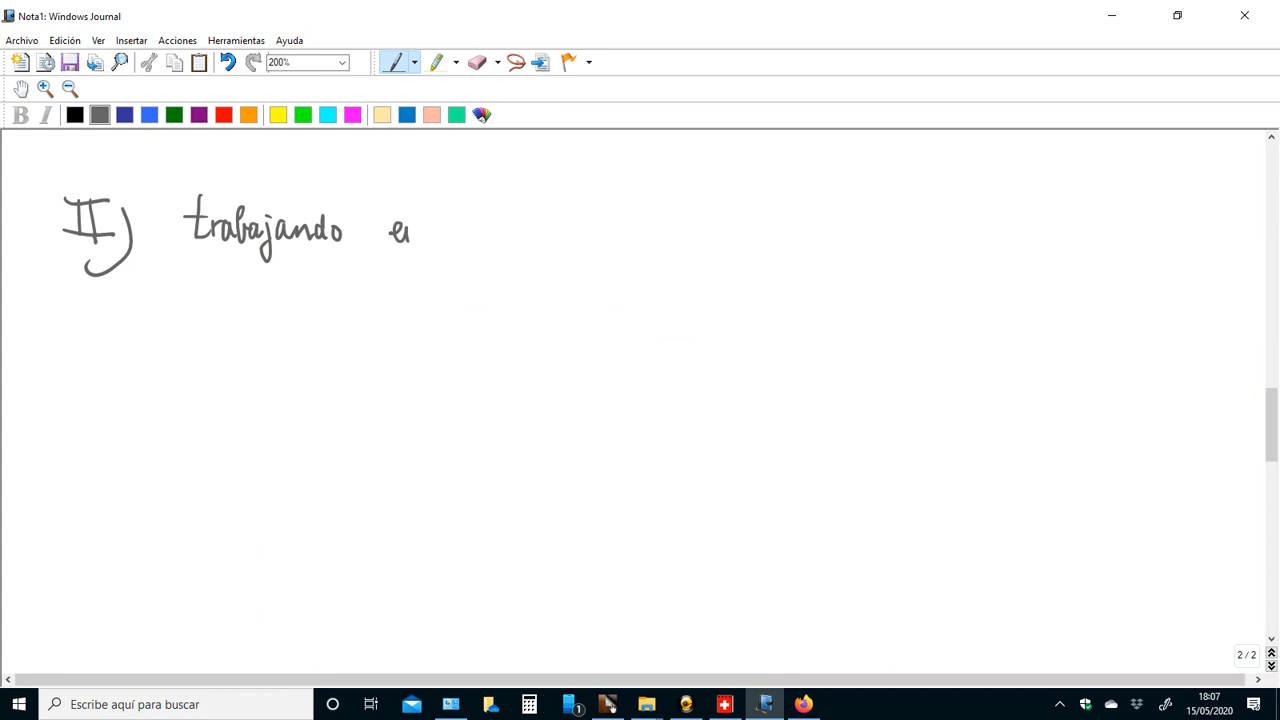 Nota1: Windows Journal
Archivo Edición Ver Insertar Acciones Herramientas Ayuda
200%
B I
II) trabajando en
2 / 2
Escribe aquí para buscar
1
18:07
15/05/2020